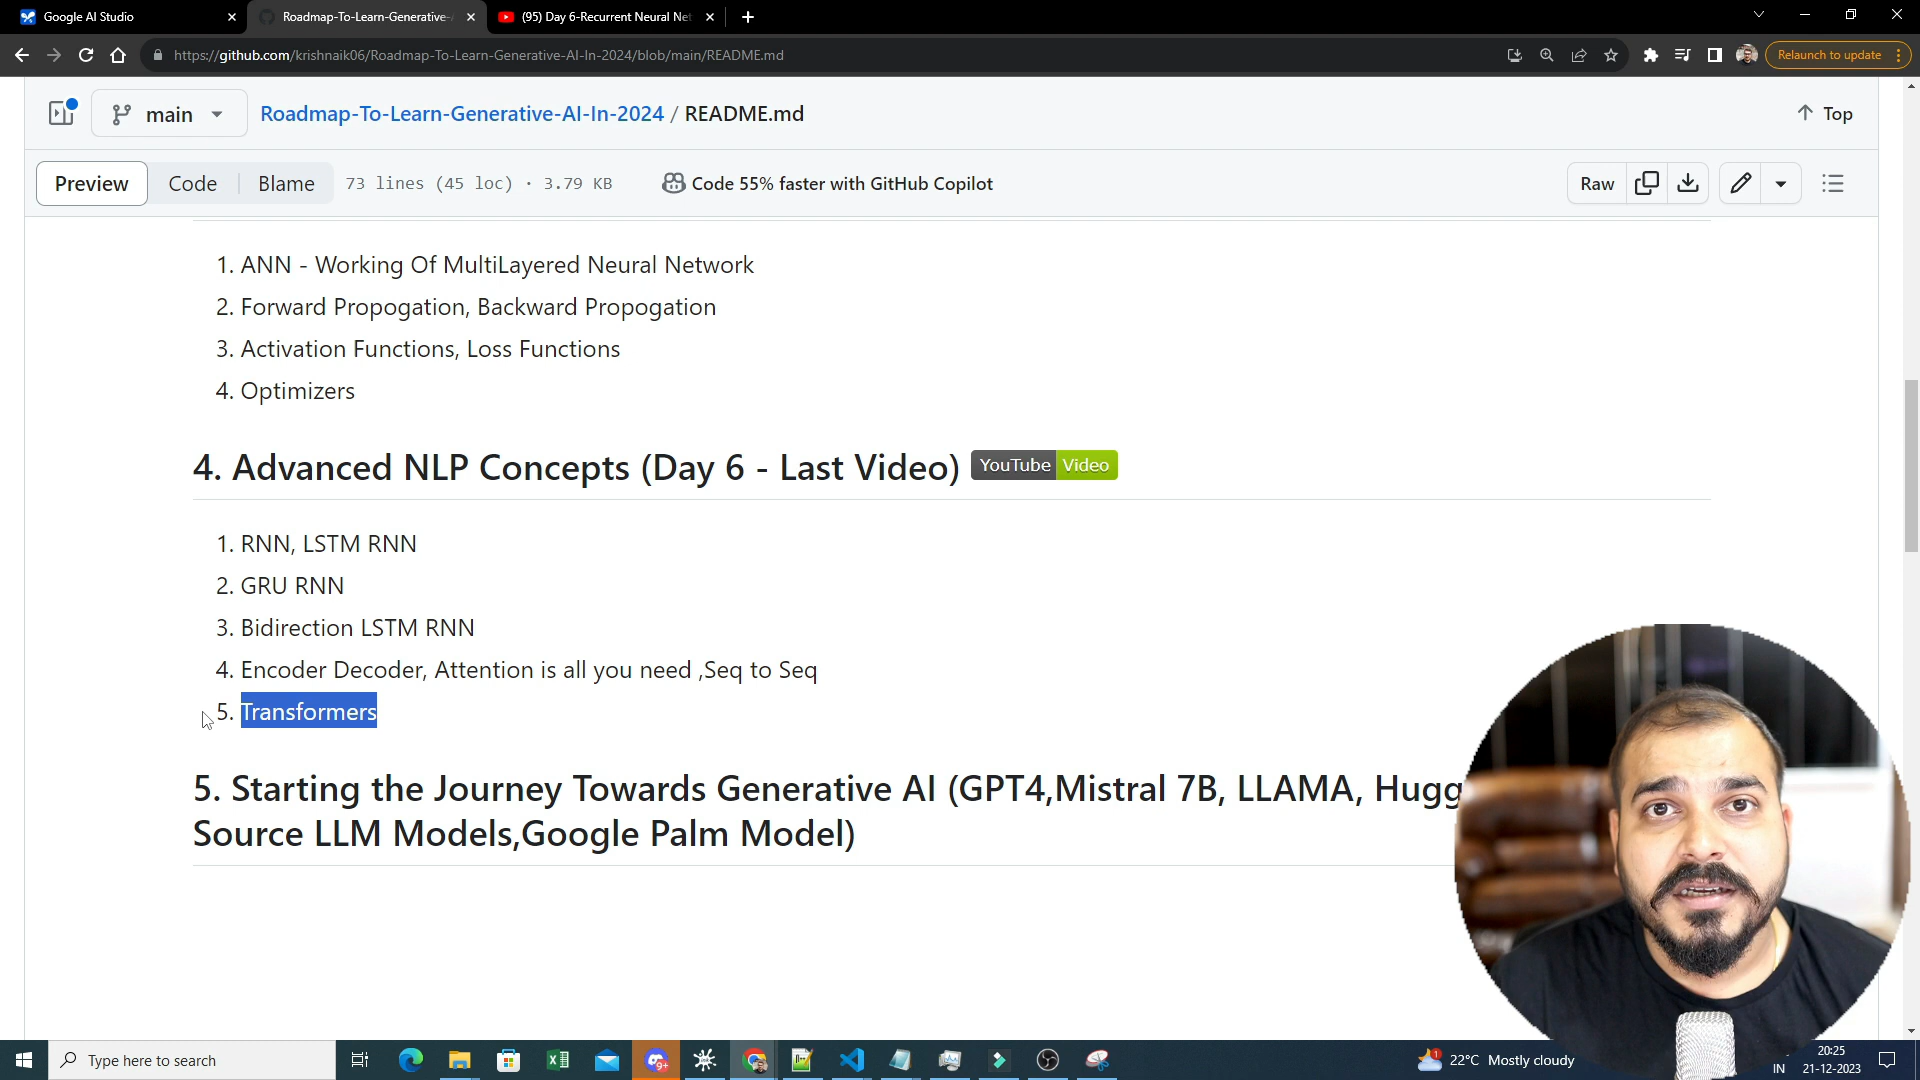 Google AI Studio
Roadmap-To-Learn-Generative-
(95) Day 6-Recurrent Neural Net
https://github.com/krishnaik06/Roadmap-To-Learn-Generative-AI-In-2024/blob/main/README.md
Relaunch to update
main
Roadmap-To-Learn-Generative-AI-In-2024 / README.md
Top
Preview
Code
Blame
73 lines (45 loc) · 3.79 KB
Code 55% faster with GitHub Copilot
Raw
1. ANN - Working Of MultiLayered Neural Network
2. Forward Propogation, Backward Propogation
3. Activation Functions, Loss Functions
4. Optimizers
4. Advanced NLP Concepts (Day 6 - Last Video) YouTube Video
1. RNN, LSTM RNN
2. GRU RNN
3. Bidirection LSTM RNN
4. Encoder Decoder, Attention is all you need ,Seq to Seq
5. Transformers
5. Starting the Journey Towards Generative AI (GPT4,Mistral 7B, LLAMA, Hugg
Source LLM Models,Google Palm Model)
Type here to search
9+
1
22°C Mostly cloudy
IN
20:25
21-12-2023